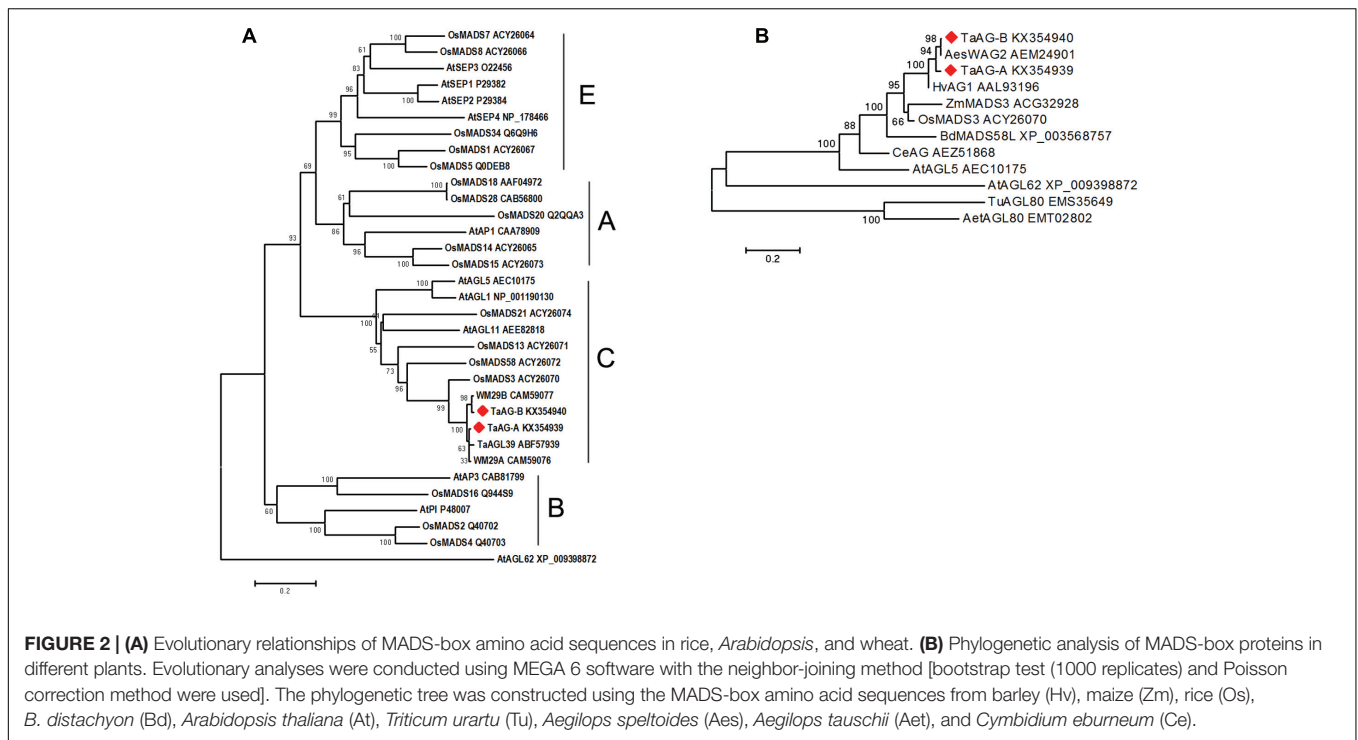 A
OsMADS7 ACY26064
OsMADS8 ACY26066
AtSEP3 O22456
AtSEP1 P29382
AtSEP2 P29384
AtSEP4 NP_178466
OsMADS34 Q6Q9H6
OsMADS1 ACY26067
OsMADS5 Q0DEB8
E
OsMADS18 AAF04972
OsMADS28 CAB56800
OsMADS20 Q2QQA3
AtAP1 CAA78909
OsMADS14 ACY26065
OsMADS15 ACY26073
A
AtAGL5 AEC10175
AtAGL1 NP_001190130
OsMADS21 ACY26074
AtAGL11 AEE82818
OsMADS13 ACY26071
OsMADS58 ACY26072
OsMADS3 ACY26070
WM29B CAM59077
TaAG-B KX354940
TaAG-A KX354939
TaAGL39 ABF57939
WM29A CAM59076
C
AtAP3 CAB81799
OsMADS16 Q944S9
AtPI P48007
OsMADS2 Q40702
OsMADS4 Q40703
B
AtAGL62 XP_009398872
100
61
83
100
96
99
95
100
69
100
61
86
96
100
93
100
100
55
73
96
99
98
100
63
33
100
60
100
100
0.2
B
TaAG-B KX354940
AesWAG2 AEM24901
TaAG-A KX354939
HvAG1 AAL93196
ZmMADS3 ACG32928
OsMADS3 ACY26070
BdMADS58L XP_003568757
CeAG AEZ51868
AtAGL5 AEC10175
AtAGL62 XP_009398872
TuAGL80 EMS35649
AetAGL80 EMT02802
98
94
100
95
66
100
88
100
100
0.2
FIGURE 2 | (A) Evolutionary relationships of MADS-box amino acid sequences in rice, Arabidopsis, and wheat. (B) Phylogenetic analysis of MADS-box proteins in
different plants. Evolutionary analyses were conducted using MEGA 6 software with the neighbor-joining method [bootstrap test (1000 replicates) and Poisson
correction method were used]. The phylogenetic tree was constructed using the MADS-box amino acid sequences from barley (Hv), maize (Zm), rice (Os),
B. distachyon (Bd), Arabidopsis thaliana (At), Triticum urartu (Tu), Aegilops speltoides (Aes), Aegilops tauschii (Aet), and Cymbidium eburneum (Ce).